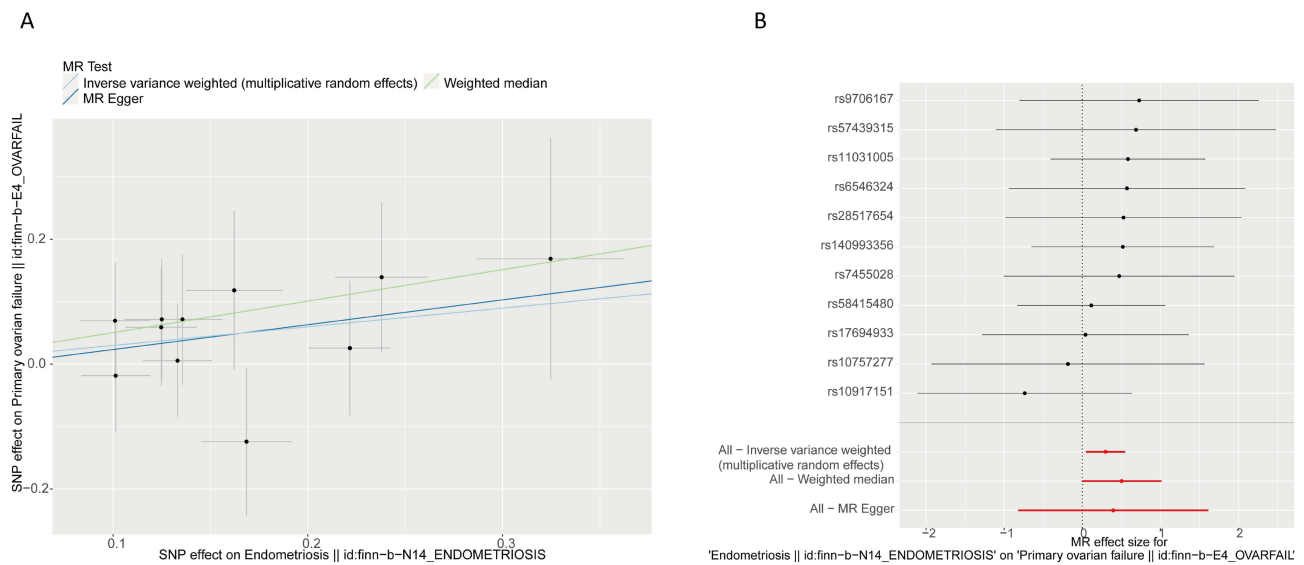 A
MR Test
Inverse variance weighted (multiplicative random effects) Weighted median
MR Egger
SNP effect on Primary ovarian failure || id:finn−b−E4_OVARFAIL
0.2
0.0
−0.2
0.1 0.2 0.3
SNP effect on Endometriosis || id:finn−b−N14_ENDOMETRIOSIS
B
rs9706167
rs57439315
rs11031005
rs6546324
rs28517654
rs140993356
rs7455028
rs58415480
rs17694933
rs10757277
rs10917151
All − Inverse variance weighted
(multiplicative random effects)
All − Weighted median
All − MR Egger
−2 −1 0 1 2
MR effect size for
'Endometriosis || id:finn−b−N14_ENDOMETRIOSIS' on 'Primary ovarian failure || id:finn−b−E4_OVARFAIL'